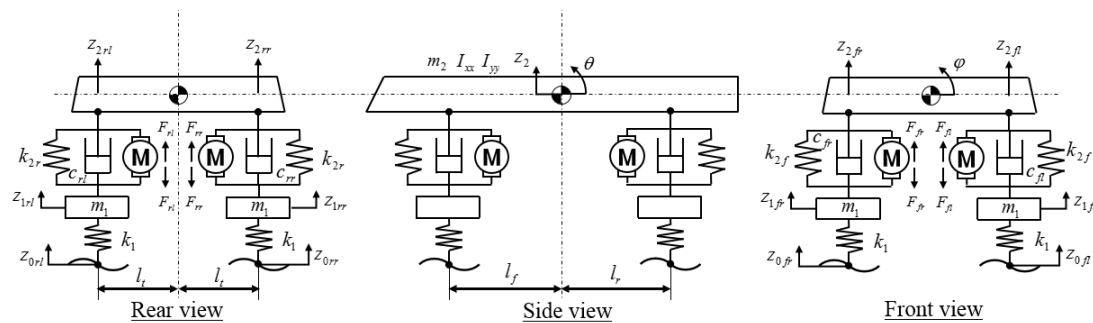 z2rl z2rr
Frl Frr
k2r M M k2r
crl crr
z1rl Frl Frr z1rr
m1 m1
k1 k1
z0rl z0rr
lt lt
Rear view
m2 Ixx Iyy z2 θ
M M
lf lr
Side view
z2fr z2fl
φ
cfr Ffr Ffl
k2f M M k2f
cfl
z1fr Ffr Ffl z1f
m1 m1
k1 k1
z0fr z0fl
Front view